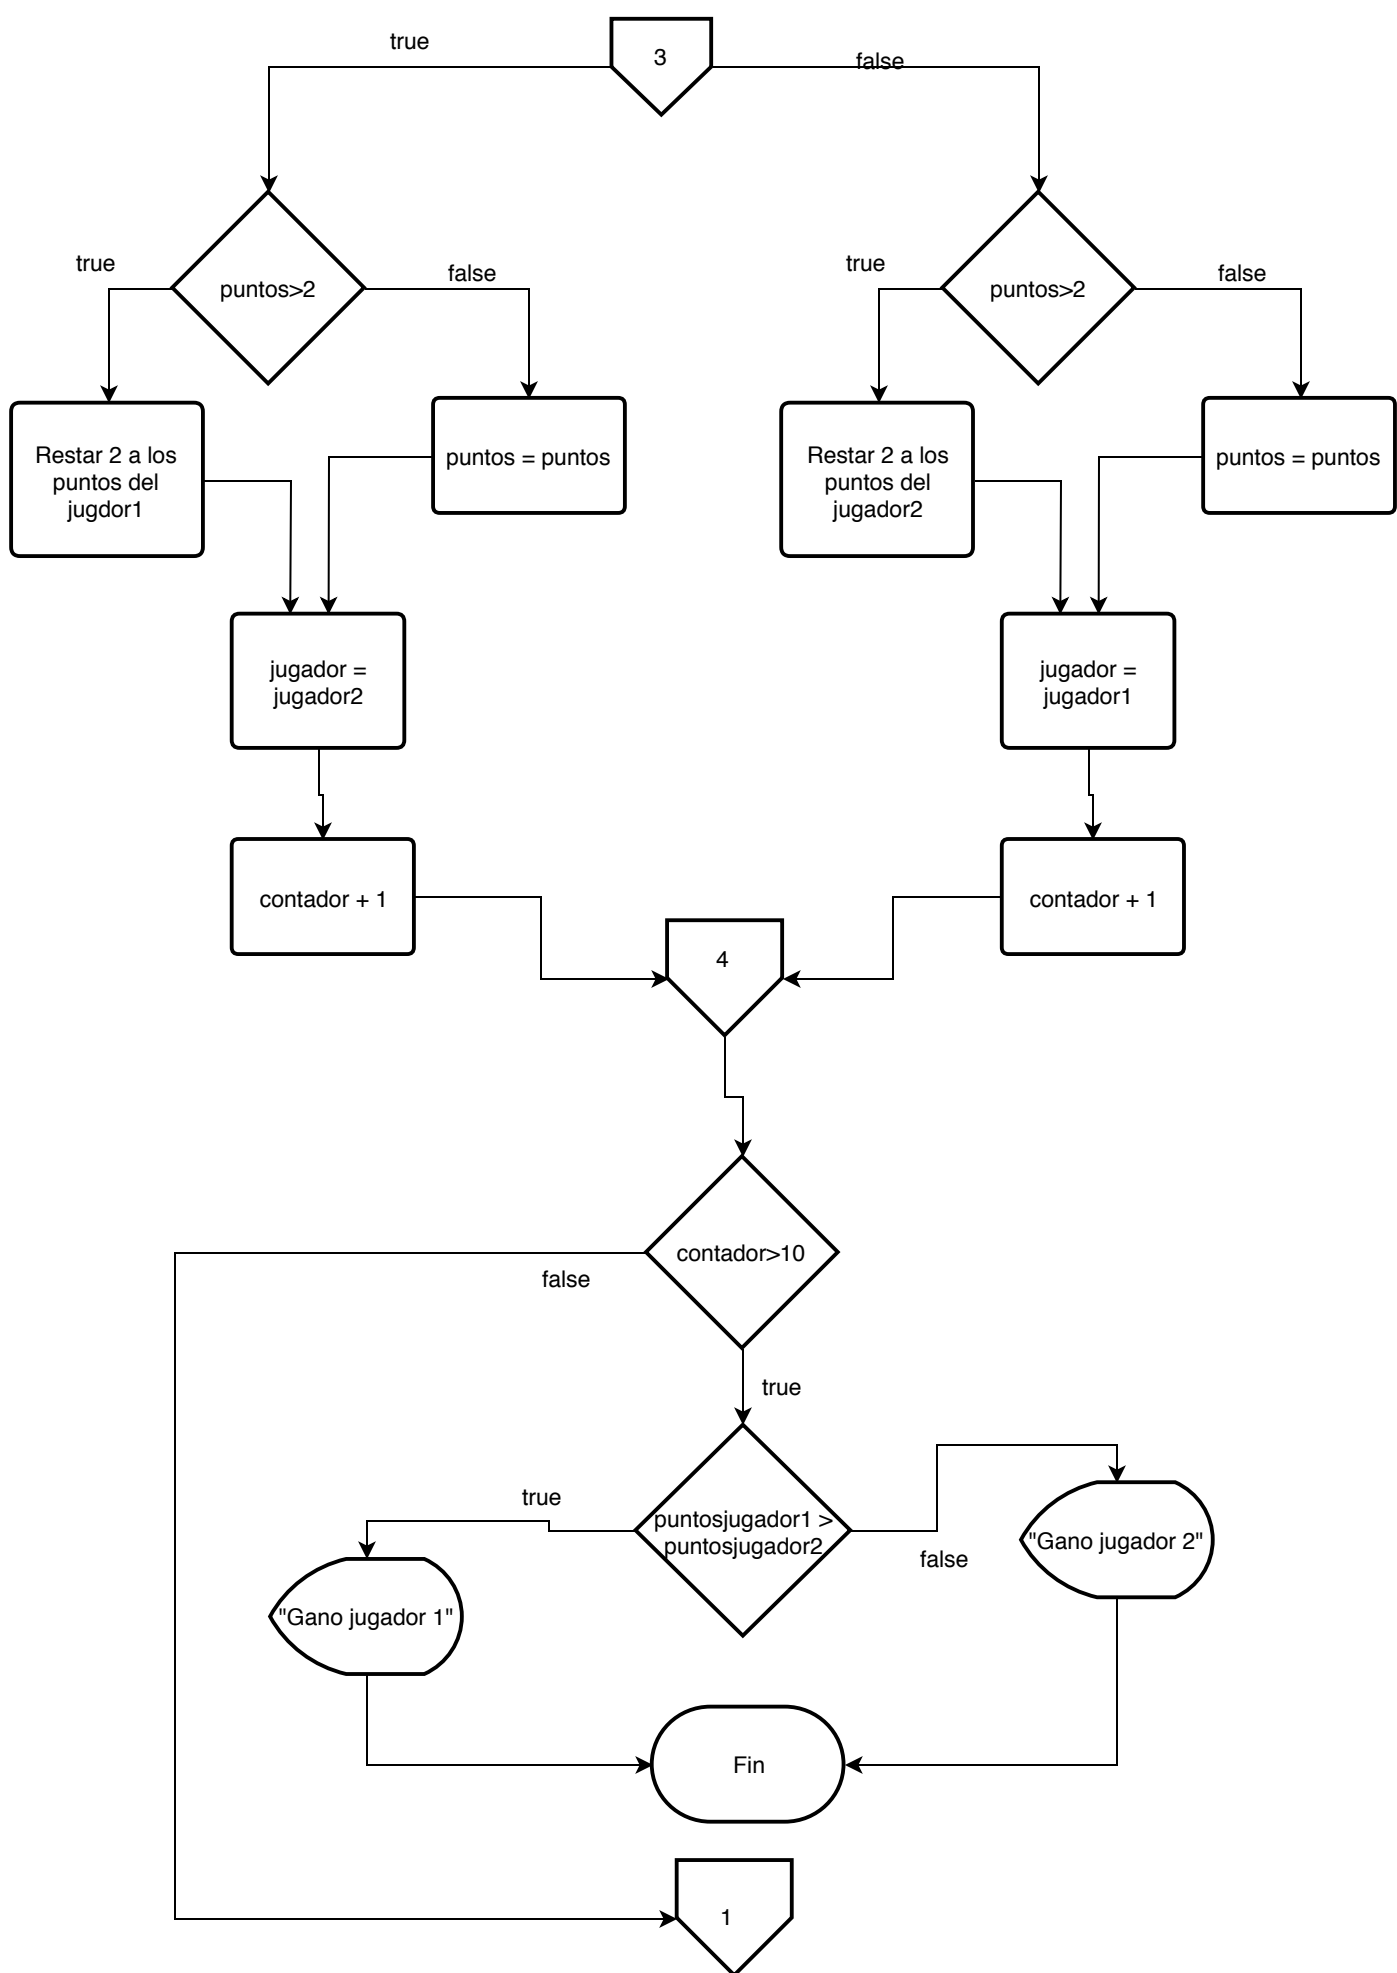 3
true
false
true
puntos>2
false
true
puntos>2
false
Restar 2 a los
puntos del
jugdor1
puntos = puntos
Restar 2 a los
puntos del
jugador2
puntos = puntos
jugador =
jugador2
jugador =
jugador1
contador + 1
contador + 1
4
contador>10
false
true
true
puntosjugador1 >
puntosjugador2
false
"Gano jugador 2"
"Gano jugador 1"
Fin
1